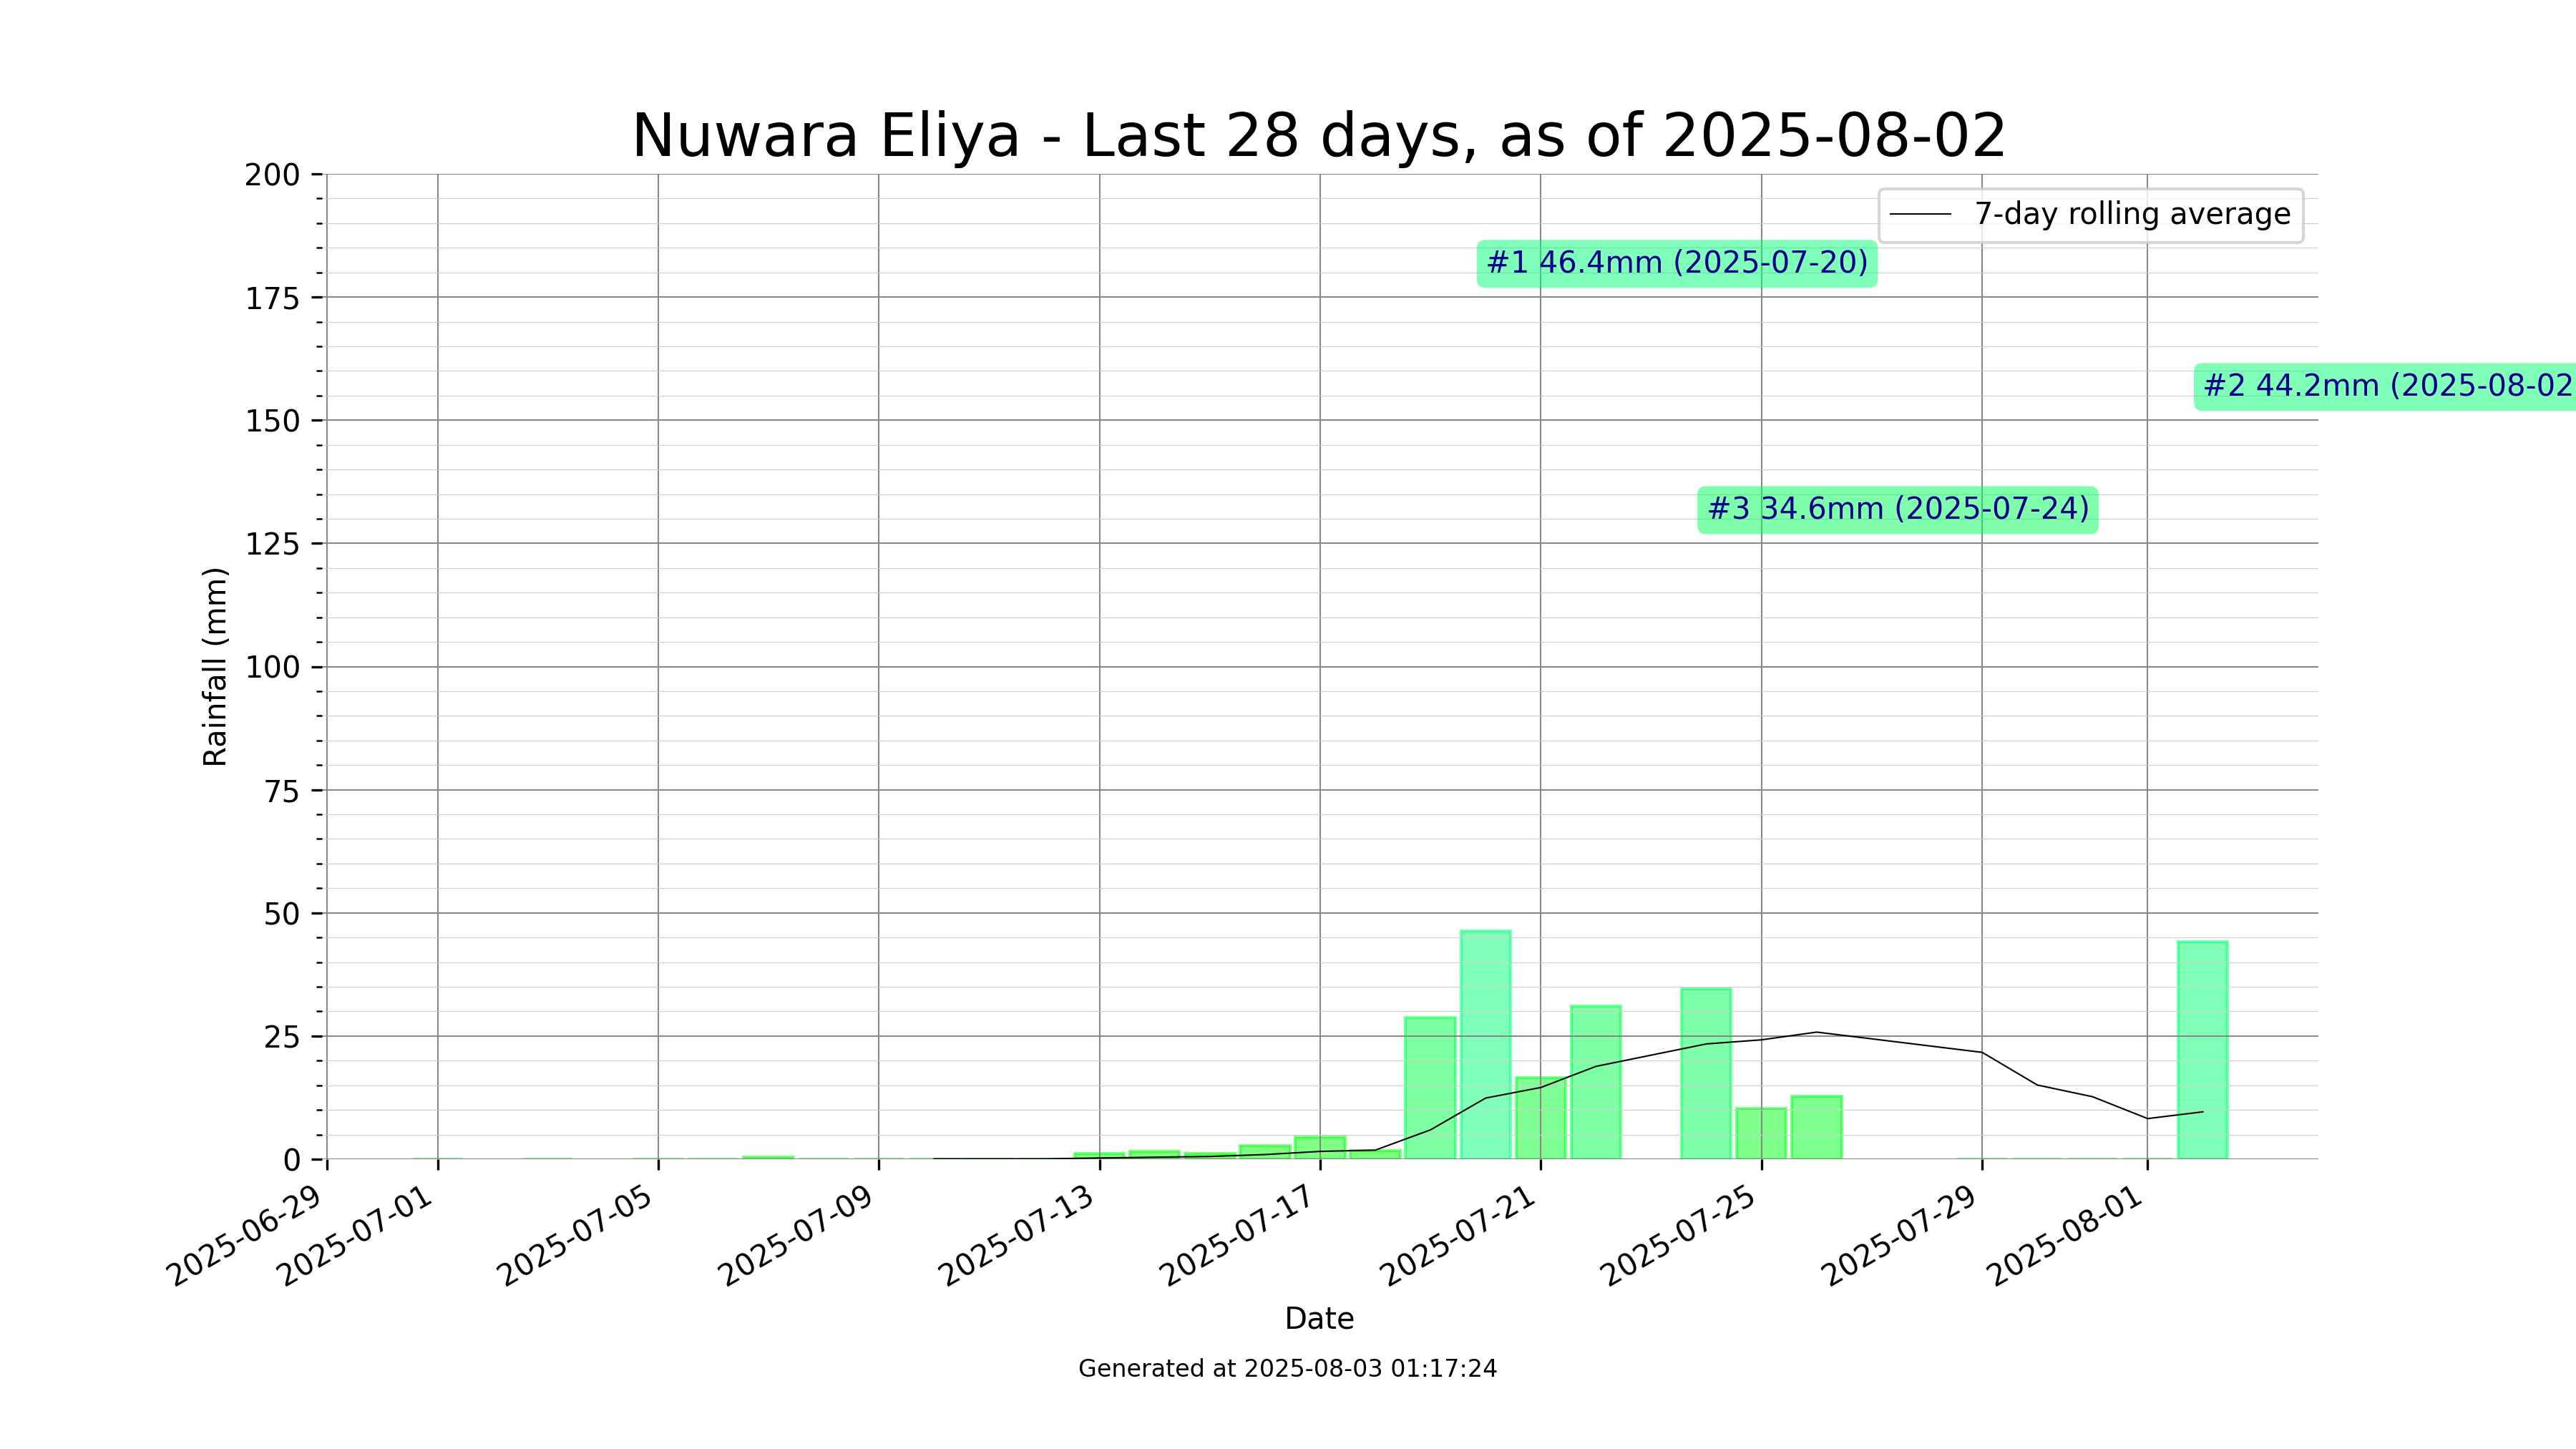 Nuwara Eliya - Last 28 days, as of 2025-08-02
200
175
150
125
100
75
50
25
0
Rainfall (mm)
7-day rolling average
#1 46.4mm (2025-07-20)
#2 44.2mm (2025-08-02
#3 34.6mm (2025-07-24)
2025-06-29
2025-07-01
2025-07-05
2025-07-09
2025-07-13
2025-07-17
2025-07-21
2025-07-25
2025-07-29
2025-08-01
Date
Generated at 2025-08-03 01:17:24